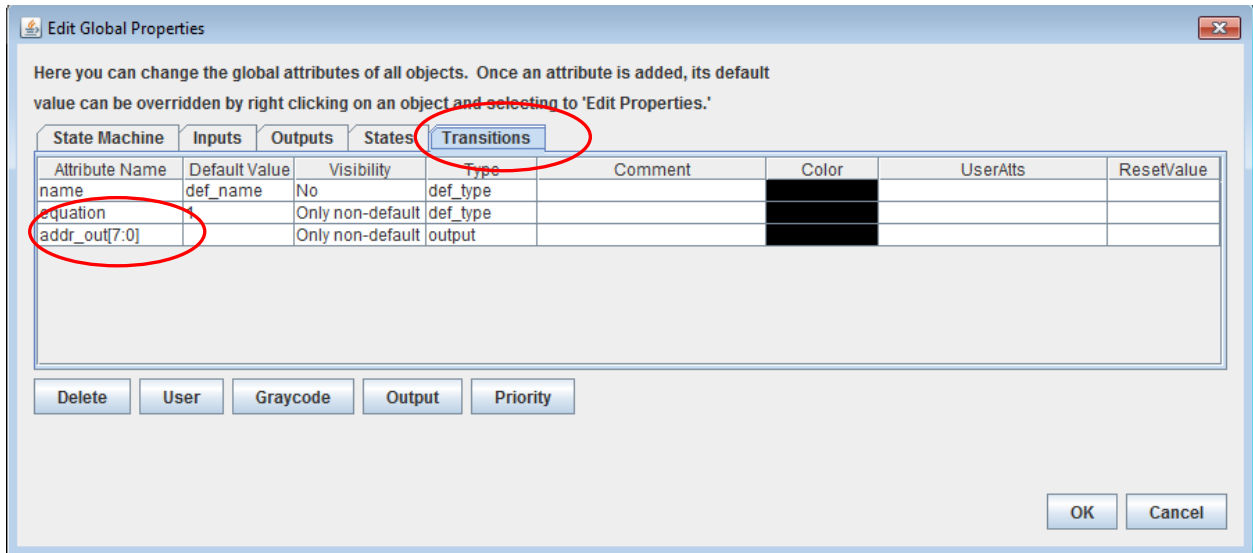 Edit Global Properties
Here you can change the global attributes of all objects. Once an attribute is added, its default
value can be overridden by right clicking on an object and selecting to 'Edit Properties.'
State Machine Inputs Outputs States Transitions
Attribute Name Default Value Visibility Type Comment Color UserAtts ResetValue
name def_name No def_type
equation 1 Only non-default def_type
addr_out[7:0] Only non-default output
Delete User Graycode Output Priority
OK Cancel